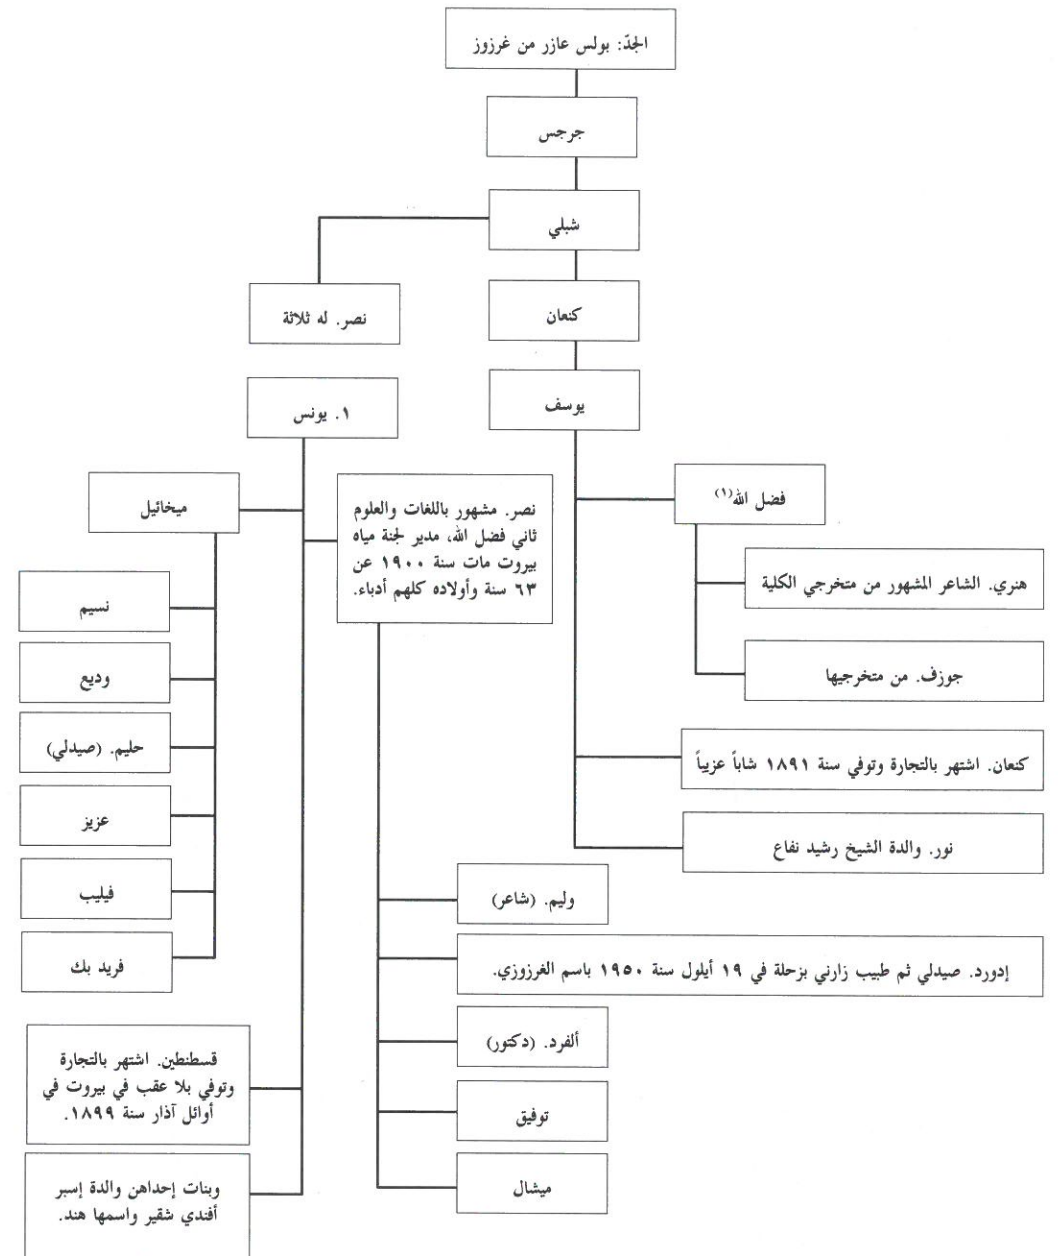 الجدّ: بولس عازر من غرزوز
جرجس
شبلي
كنعان
نصر. له ثلاثة
يوسف
١. يونس
فضل الله(١)
هنري. الشاعر المشهور من متخرجي الكلية
جوزف. من متخرجيها
كنعان. اشتهر بالتجارة وتوفي سنة ١٨٩١ شاباً عزيباً
نور. والدة الشيخ رشيد نفاع
نصر. مشهور باللغات والعلوم
ثاني فضل الله، مدير لجنة مياه
بيروت مات سنة ١٩٠٠ عن
٦٣ سنة وأولاده كلهم أدباء.
وليم. (شاعر)
إدورد. صيدلي ثم طبيب زارني بزحلة في ١٩ أيلول سنة ١٩٥٠ باسم الغرزوزي.
ألفرد. (دكتور)
توفيق
ميشال
ميخائيل
نسيم
وديع
حليم. (صيدلي)
عزيز
فيليب
فريد بك
قسطنطين. اشتهر بالتجارة
وتوفي بلا عقب في بيروت في
أوائل آذار سنة ١٨٩٩.
وبنات إحداهن والدة إسبر
أفندي شقير واسمها هند.